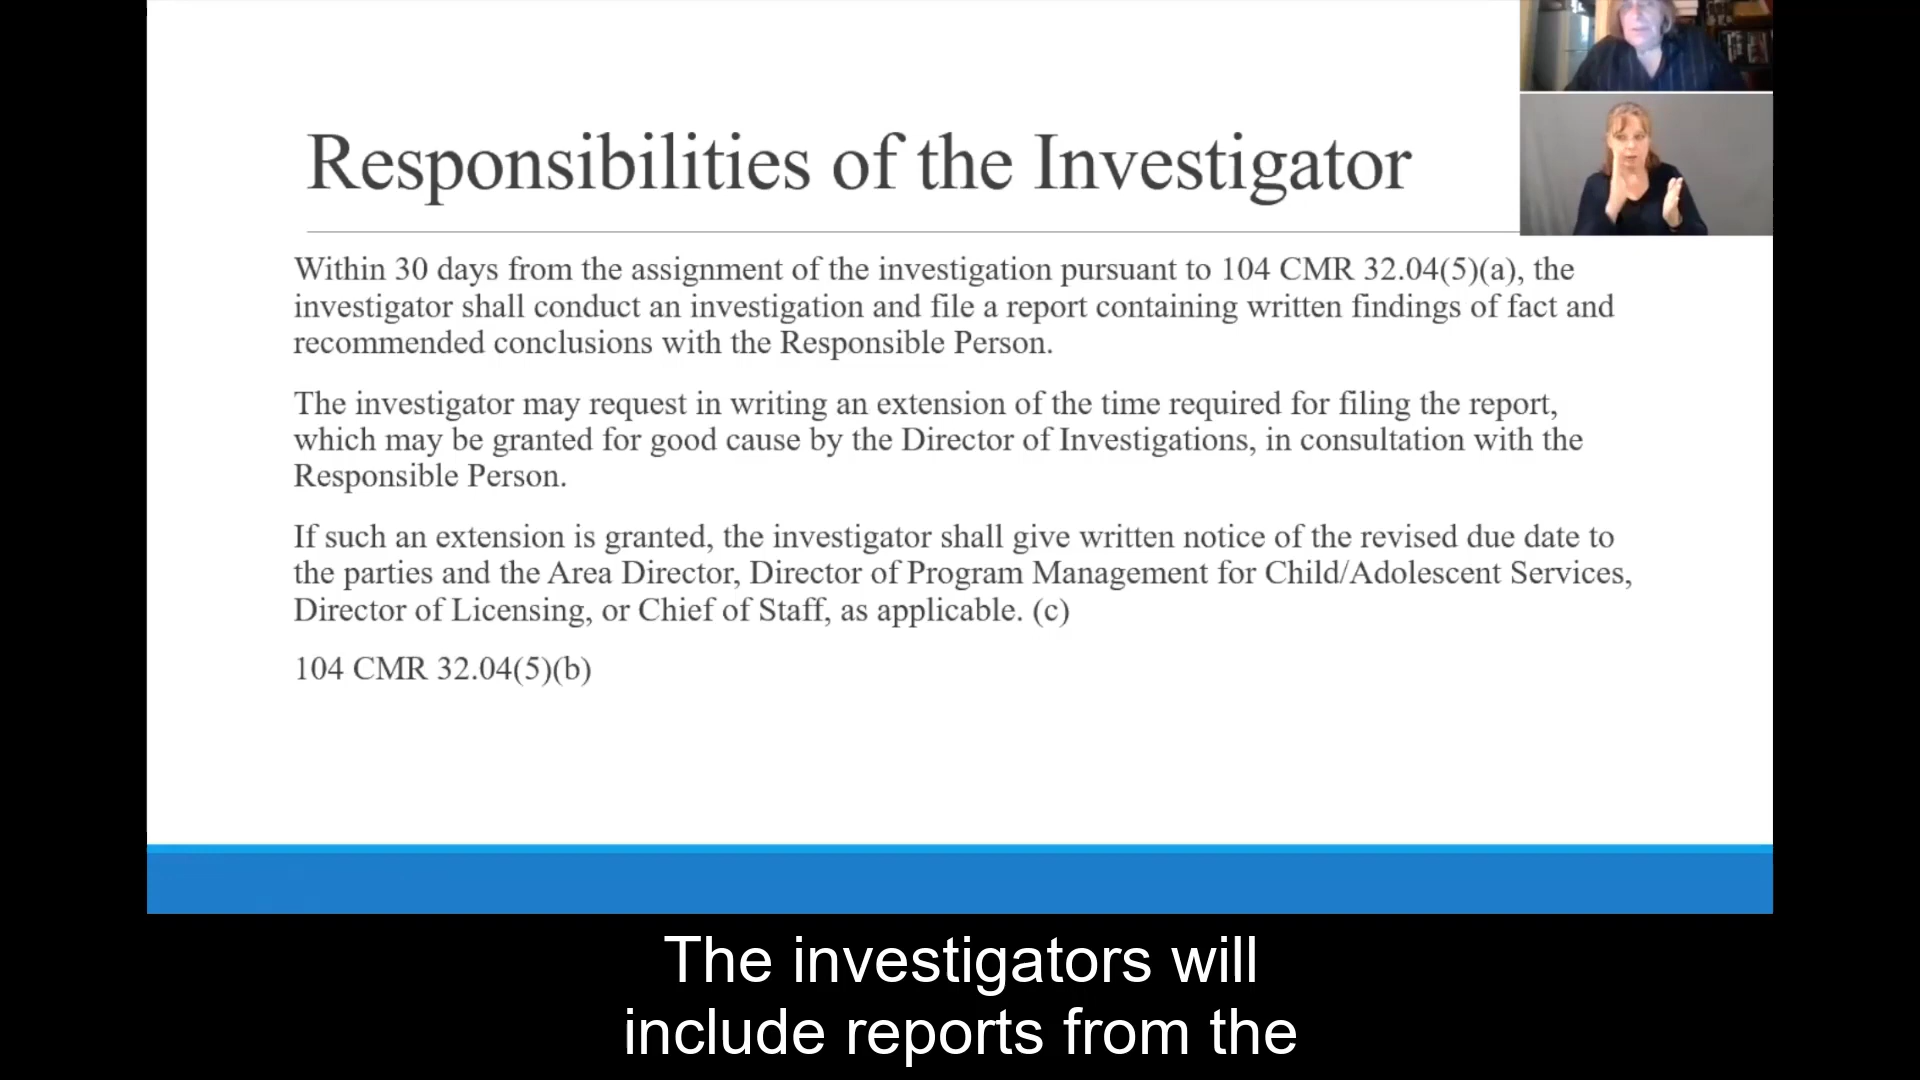 Responsibilities of the Investigator
Within 30 days from the assignment of the investigation pursuant to 104 CMR 32.04(5)(a), the
investigator shall conduct an investigation and file a report containing written findings of fact and
recommended conclusions with the Responsible Person.
The investigator may request in writing an extension of the time required for filing the report,
which may be granted for good cause by the Director of Investigations, in consultation with the
Responsible Person.
If such an extension is granted, the investigator shall give written notice of the revised due date to
the parties and the Area Director, Director of Program Management for Child/Adolescent Services,
Director of Licensing, or Chief of Staff, as applicable. (c)
104 CMR 32.04(5)(b)
The investigators will
include reports from the